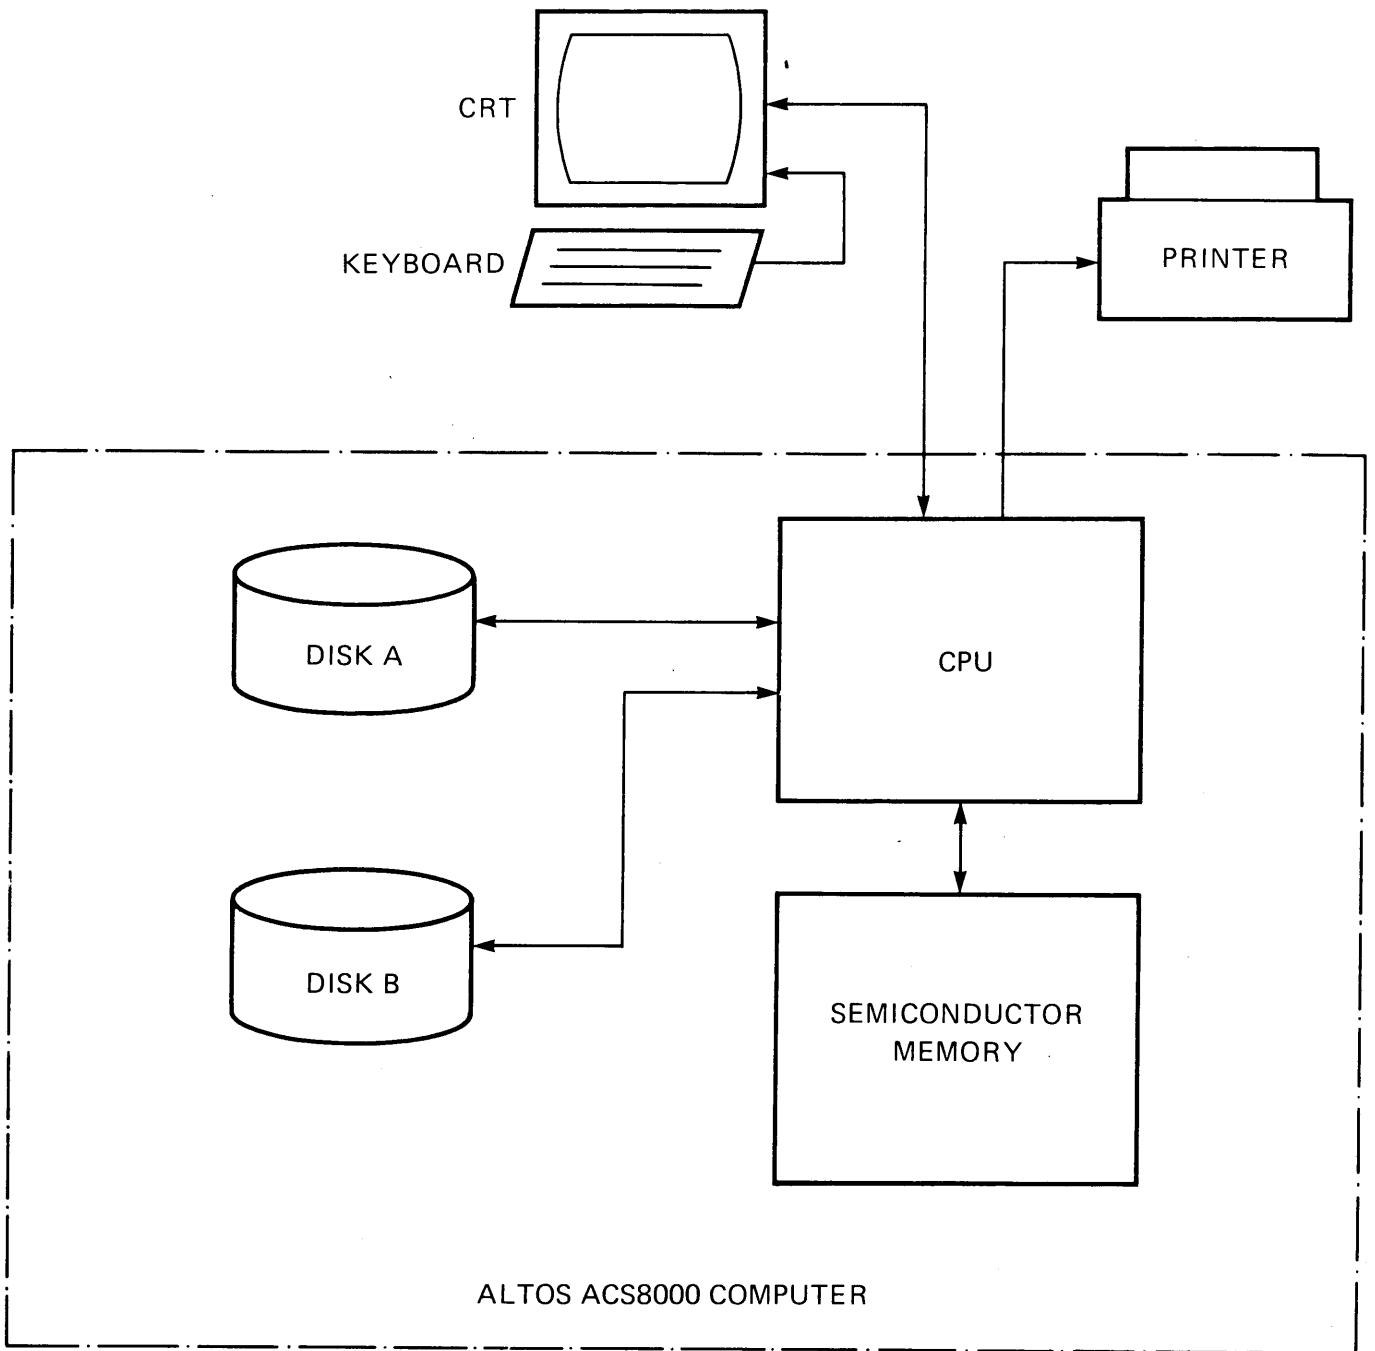 CRT
KEYBOARD
PRINTER
DISK A
CPU
DISK B
SEMICONDUCTOR
MEMORY
ALTOS ACS8000 COMPUTER